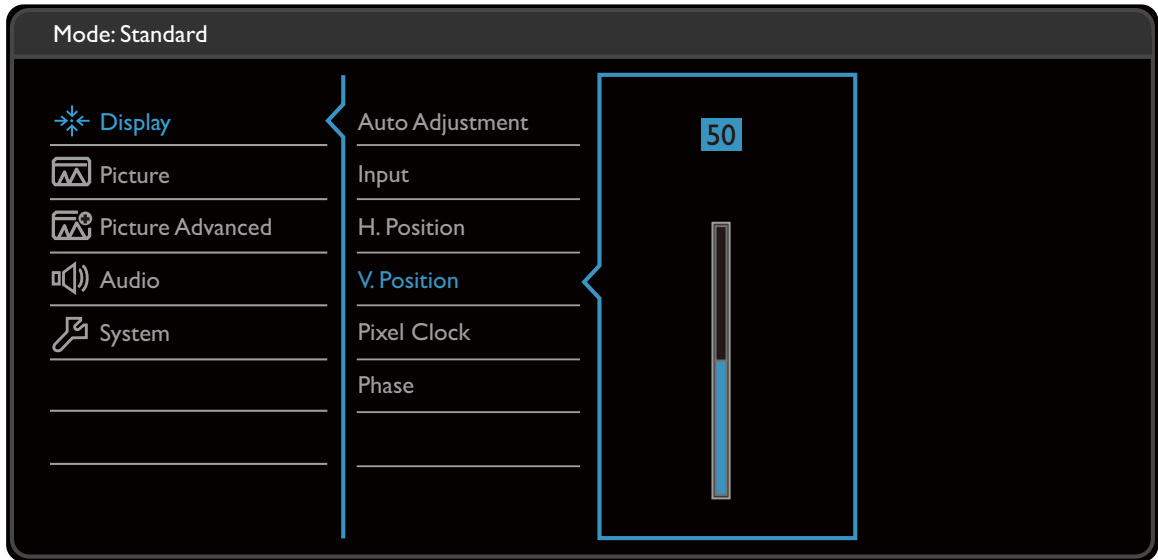 Mode: Standard
Display
Picture
Picture Advanced
Audio
System
Auto Adjustment
Input
H. Position
V. Position
Pixel Clock
Phase
50